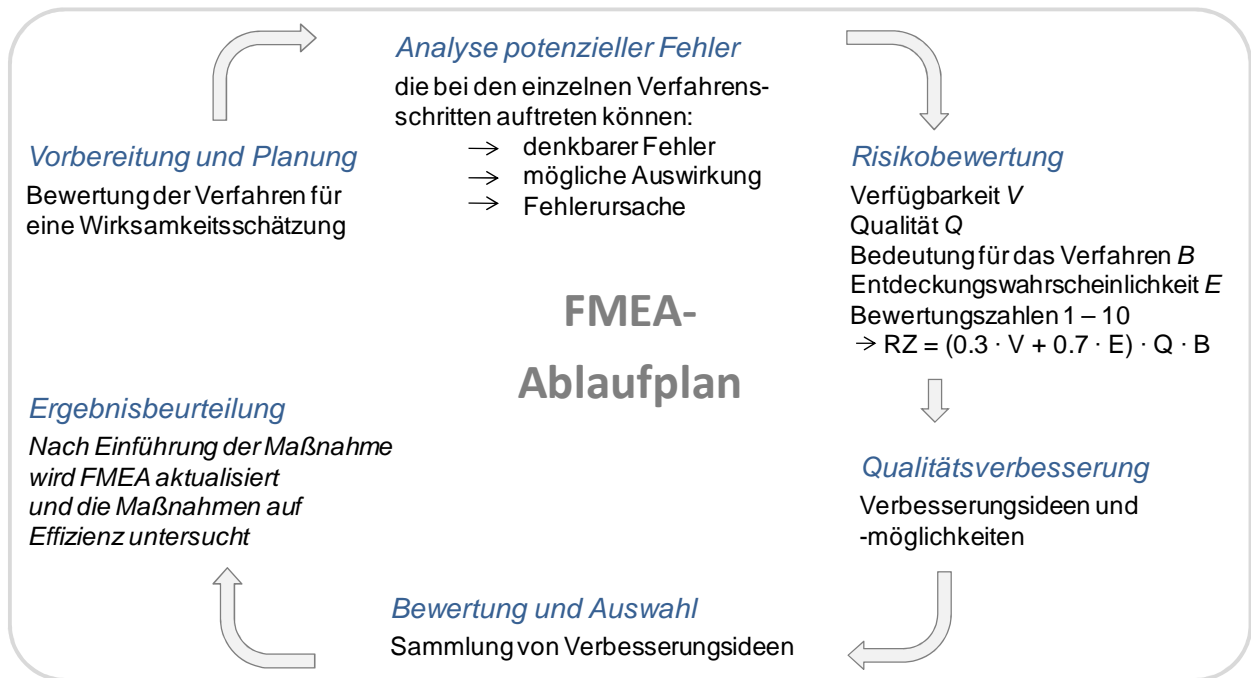 Vorbereitung und Planung
Bewertung der Verfahren für
eine Wirksamkeitsschätzung
Analyse potenzieller Fehler
die bei den einzelnen Verfahrens-
schritten auftreten können:
→ denkbarer Fehler
→ mögliche Auswirkung
→ Fehlerursache
Risikobewertung
Verfügbarkeit V
Qualität Q
Bedeutung für das Verfahren B
Entdeckungswahrscheinlichkeit E
Bewertungszahlen 1 – 10
→ RZ = (0.3 · V + 0.7 · E) · Q · B
FMEA-
Ablaufplan
Qualitätsverbesserung
Verbesserungsideen und
-möglichkeiten
Bewertung und Auswahl
Sammlung von Verbesserungsideen
Ergebnisbeurteilung
Nach Einführung der Maßnahme
wird FMEA aktualisiert
und die Maßnahmen auf
Effizienz untersucht